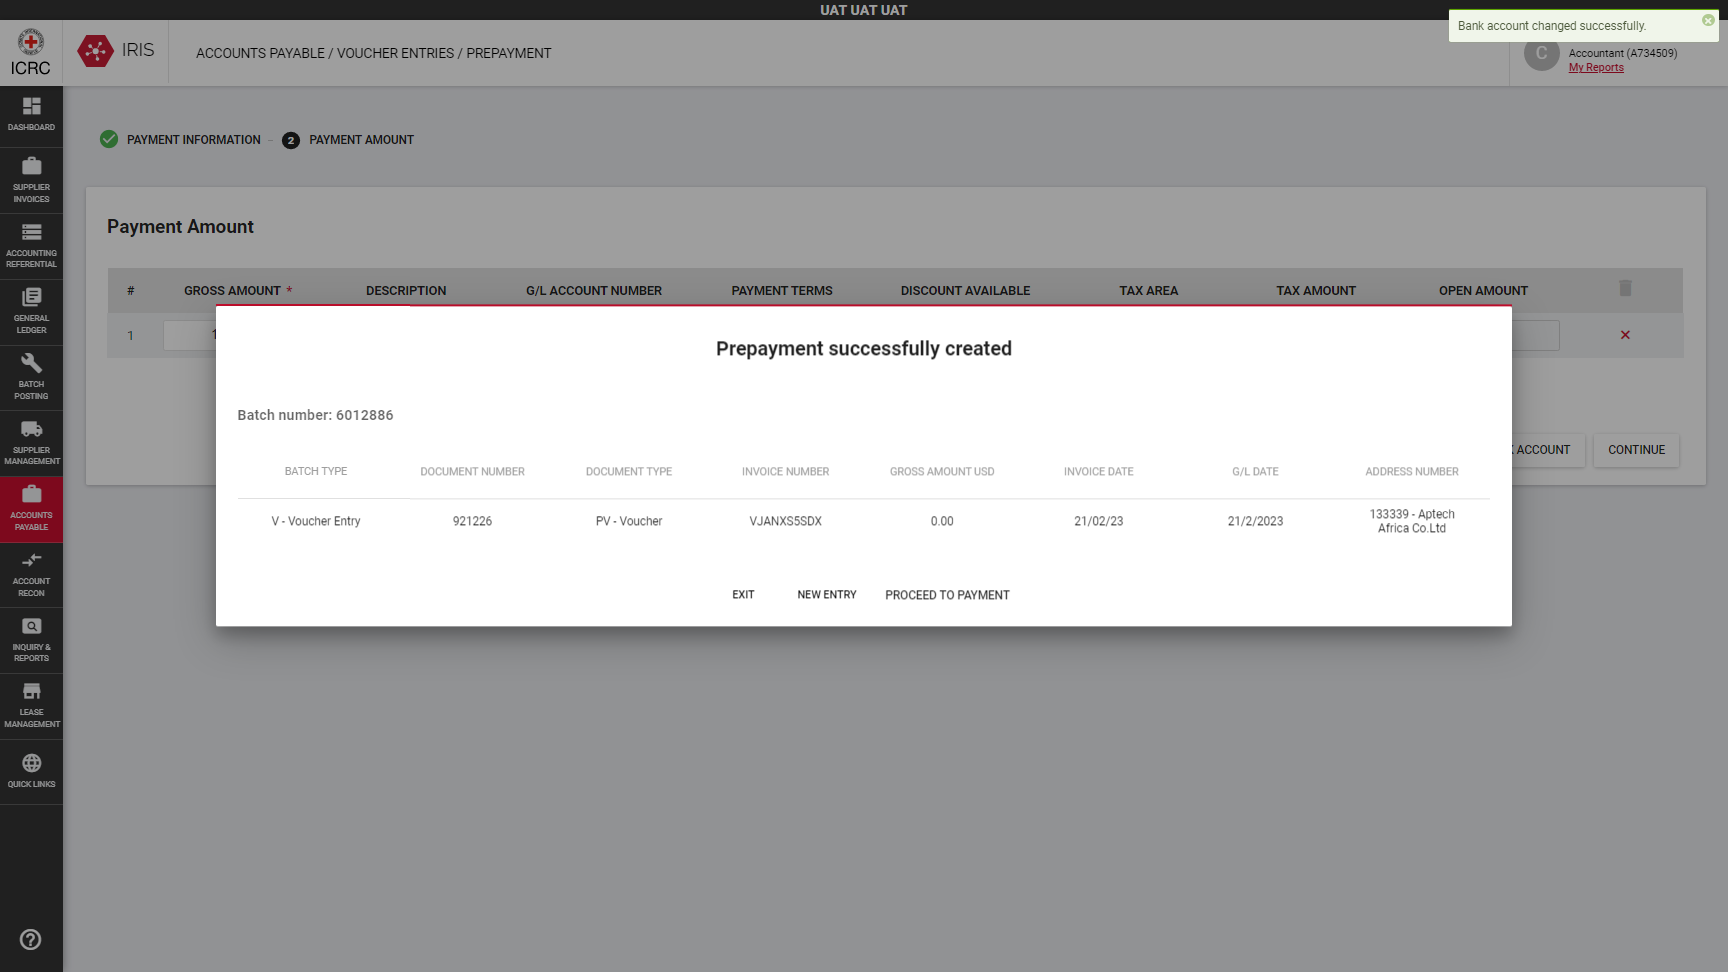 UAT UAT UAT
Bank account changed successfully.
ICRC
IRIS
ACCOUNTS PAYABLE / VOUCHER ENTRIES / PREPAYMENT
C
Accountant (A734509)
My Reports
DASHBOARD
SUPPLIER
INVOICES
ACCOUNTING
REFERENTIAL
GENERAL
LEDGER
BATCH
POSTING
SUPPLIER
MANAGEMENT
ACCOUNTS
PAYABLE
ACCOUNT
RECON
INQUIRY &
REPORTS
LEASE
MANAGEMENT
QUICK LINKS
PAYMENT INFORMATION
2 PAYMENT AMOUNT
Payment Amount
# GROSS AMOUNT * DESCRIPTION G/L ACCOUNT NUMBER PAYMENT TERMS DISCOUNT AVAILABLE TAX AREA TAX AMOUNT OPEN AMOUNT
1
ACCOUNT
CONTINUE
Prepayment successfully created
Batch number: 6012886
BATCH TYPE DOCUMENT NUMBER DOCUMENT TYPE INVOICE NUMBER GROSS AMOUNT USD INVOICE DATE G/L DATE ADDRESS NUMBER
V - Voucher Entry 921226 PV - Voucher VJANXS5SDX 0.00 21/02/23 21/2/2023 133339 - Aptech
Africa Co.Ltd
EXIT NEW ENTRY PROCEED TO PAYMENT